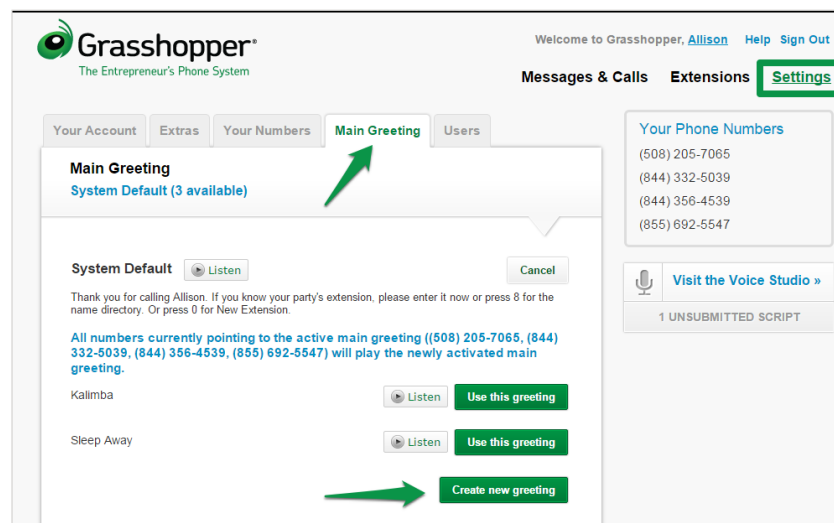 Grasshopper®
The Entrepreneur's Phone System
Welcome to Grasshopper, Allison Help Sign Out
Messages & Calls Extensions Settings
Your Account Extras Your Numbers Main Greeting Users
Main Greeting
System Default (3 available)
System Default Listen Cancel
Thank you for calling Allison. If you know your party's extension, please enter it now or press 8 for the
name directory. Or press 0 for New Extension.
All numbers currently pointing to the active main greeting ((508) 205-7065, (844)
332-5039, (844) 356-4539, (855) 692-5547) will play the newly activated main
greeting.
Kalimba Listen Use this greeting
Sleep Away Listen Use this greeting
Create new greeting
Your Phone Numbers
(508) 205-7065
(844) 332-5039
(844) 356-4539
(855) 692-5547
Visit the Voice Studio »
1 UNSUBMITTED SCRIPT